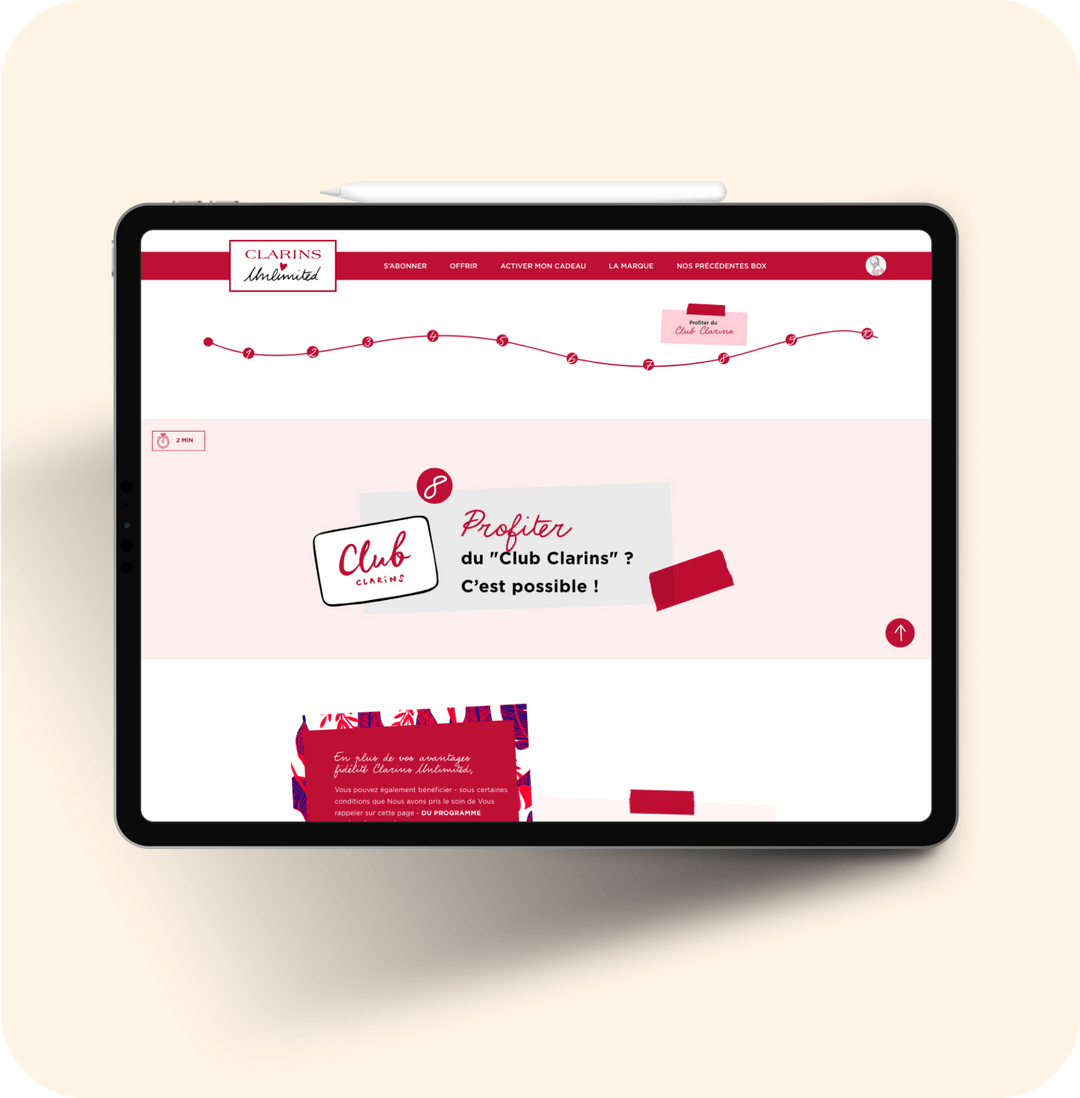 CLARINS
Unlimited
S'ABONNER OFFRIR ACTIVER MON CADEAU LA MARQUE NOS PRÉCÉDENTES BOX
Profiter du
Club Clarins
1 2 3 4 5 6 7 8 9 10
2 MIN
8
Club
CLARINS
Profiter
du "Club Clarins" ?
C’est possible !
En plus de vos avantages
fidélité Clarins Unlimited,
Vous pouvez également bénéficier - sous certaines
conditions que Nous avons pris le soin de Vous
rappeler sur cette page - DU PROGRAMME